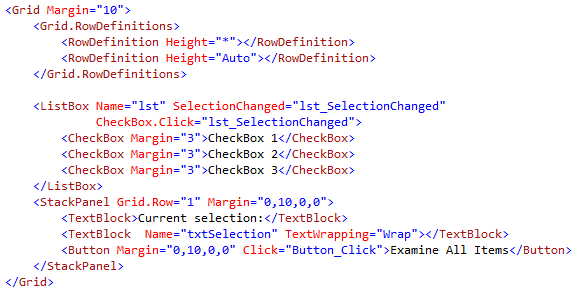 <Grid Margin="10">
<Grid.RowDefinitions>
<RowDefinition Height="*"></RowDefinition>
<RowDefinition Height="Auto"></RowDefinition>
</Grid.RowDefinitions>
<ListBox Name="lst" SelectionChanged="lst_SelectionChanged"
CheckBox.Click="lst_SelectionChanged">
<CheckBox Margin="3">CheckBox 1</CheckBox>
<CheckBox Margin="3">CheckBox 2</CheckBox>
<CheckBox Margin="3">CheckBox 3</CheckBox>
</ListBox>
<StackPanel Grid.Row="1" Margin="0,10,0,0">
<TextBlock>Current selection:</TextBlock>
<TextBlock  Name="txtSelection" TextWrapping="Wrap"></TextBlock>
<Button Margin="0,10,0,0" Click="Button_Click">Examine All Items</Button>
</StackPanel>
</Grid>